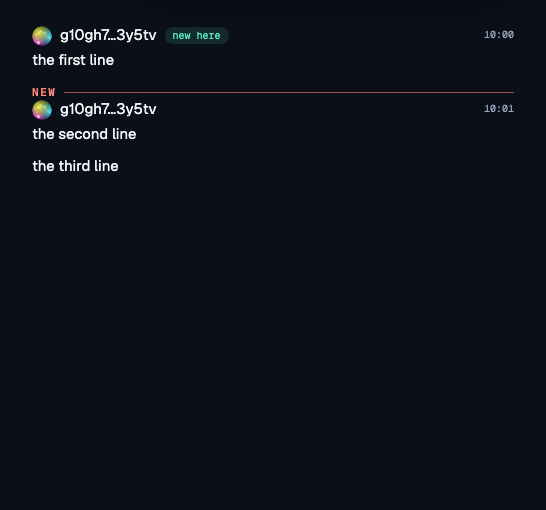 g10gh7…3y5tv new here 10:00
the first line
NEW
g10gh7…3y5tv 10:01
the second line
the third line